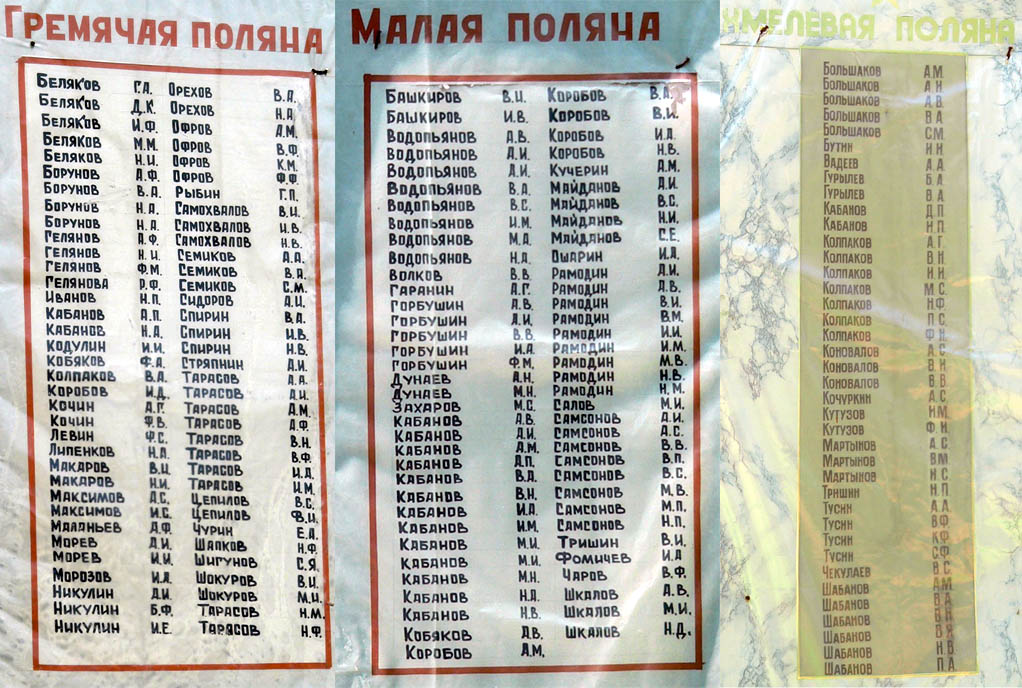 Гремячая поляна
Беляков Г.А. Орехов В.А.
Беляков Д.К. Орехов Н.А.
Беляков И.Ф. Офров А.М.
Беляков М.М. Офров В.Ф.
Беляков Н.И. Офров К.М.
Борунов А.Ф. Офров Ф.Ф.
Борунов В.А. Рыбин Г.П.
Борунов Н.А. Самохвалов В.И.
Борунов Н.А. Самохвалов И.В.
Гелянов А.Ф. Самохвалов Н.В.
Гелянов Н.И. Семиков А.А.
Гелянов Ф.М. Семиков В.А.
Гелянова Р.Ф. Семиков С.М.
Иванов Н.П. Сидоров А.И.
Кабанов А.П. Спирин В.А.
Кабанов Н.А. Спирин И.В.
Кодулин И.И. Спирин Н.В.
Кобяков Ф.А. Стряпнин А.И.
Колпаков В.А. Тарасов А.А.
Коробов И.Д. Тарасов А.И.
Кочин А.Г. Тарасов А.М.
Кочин Ф.В. Тарасов А.Ф.
Левин Ф.С. Тарасов В.Н.
Липенков Н.А. Тарасов В.Ф.
Макаров В.И. Тарасов И.Д.
Макаров Н.И. Тарасов И.М.
Максимов А.С. Цепилов В.С.
Максимов И.С. Цепилов Ф.И.
Маланьев Д.Ф. Чурин Е.А.
Морев Д.И. Шапков Н.Ф.
Морев И.И. Шигунов С.Я.
Морозов И.А. Шокуров В.И.
Никулин Д.И. Шокуров М.И.
Никулин Б.Ф. Тарасов Н.М.
Никулин И.Е. Тарасов Н.Ф.
Малая поляна
Башкиров В.И. Коробов В.А.
Башкиров И.В. Коробов В.И.
Водопьянов А.В. Коробов И.Д.
Водопьянов А.И. Коробов Н.В.
Водопьянов А.И. Кучерин А.М.
Водопьянов В.А. Майданов А.И.
Водопьянов В.С. Майданов В.С.
Водопьянов И.М. Майданов Н.И.
Водопьянов М.А. Майданов С.Е.
Водопьянов Н.А. Ошарин И.А.
Волков В.В. Рамодин Д.И.
Гаранин А.Г. Рамодин А.В.
Горбушин А.В. Рамодин В.И.
Горбушин А.И. Рамодин В.М.
Горбушин В.В. Рамодин И.И.
Горбушин И.А. Рамодин И.М.
Горбушин Ф.М. Рамодин М.В.
Дунаев А.Н. Рамодин Н.В.
Дунаев М.Н. Рамодин Н.М.
Захаров М.С. Салов М.И.
Кабанов А.В. Самсонов А.И.
Кабанов А.И. Самсонов А.С.
Кабанов А.М. Самсонов В.В.
Кабанов А.П. Самсонов В.П.
Кабанов В.А. Самсонов В.С.
Кабанов В.Н. Самсонов М.В.
Кабанов И.А. Самсонов М.П.
Кабанов И.М. Самсонов Н.П.
Кабанов М.И. Тришин В.И.
Кабанов М.И. Фомичев И.А
Кабанов М.Н. Чаров В.Ф.
Кабанов Н.А. Шкалов А.В.
Кабанов Н.В. Шкалов М.И.
Кобяков А.В. Шкалов Н.Д.
Коробов А.М.
Хмелевая поляна
Большаков А.М.
Большаков А.Н.
Большаков А.В.
Большаков В.А.
Большаков С.М.
Бутин И.Н.
Вадеев А.А.
Гурылев Б.А.
Гурылев В.А.
Кабанов Д.П.
Кабанов Н.П.
Колпаков А.Г.
Колпаков В.Н.
Колпаков И.И.
Колпаков М.С.
Колпаков Н.Ф.
Колпаков П.С.
Колпаков Ф.Н.
Коновалов А.С.
Коновалов В.Н.
Коновалов В.В.
Кочуркин А.С.
Кутузов Н.М.
Кутузов Ф.Н.
Мартынов А.С.
Мартынов В.М.
Мартынов Н.С.
Тришин Н.П.
Тусин А.А.
Тусин В.Ф.
Тусин К.Ф.
Тусин С.Ф.
Чекулаев В.С.
Шабанов А.М.
Шабанов В.А.
Шабанов В.Н.
Шабанов
Шабанов Н.В.
Шабанов П.А.